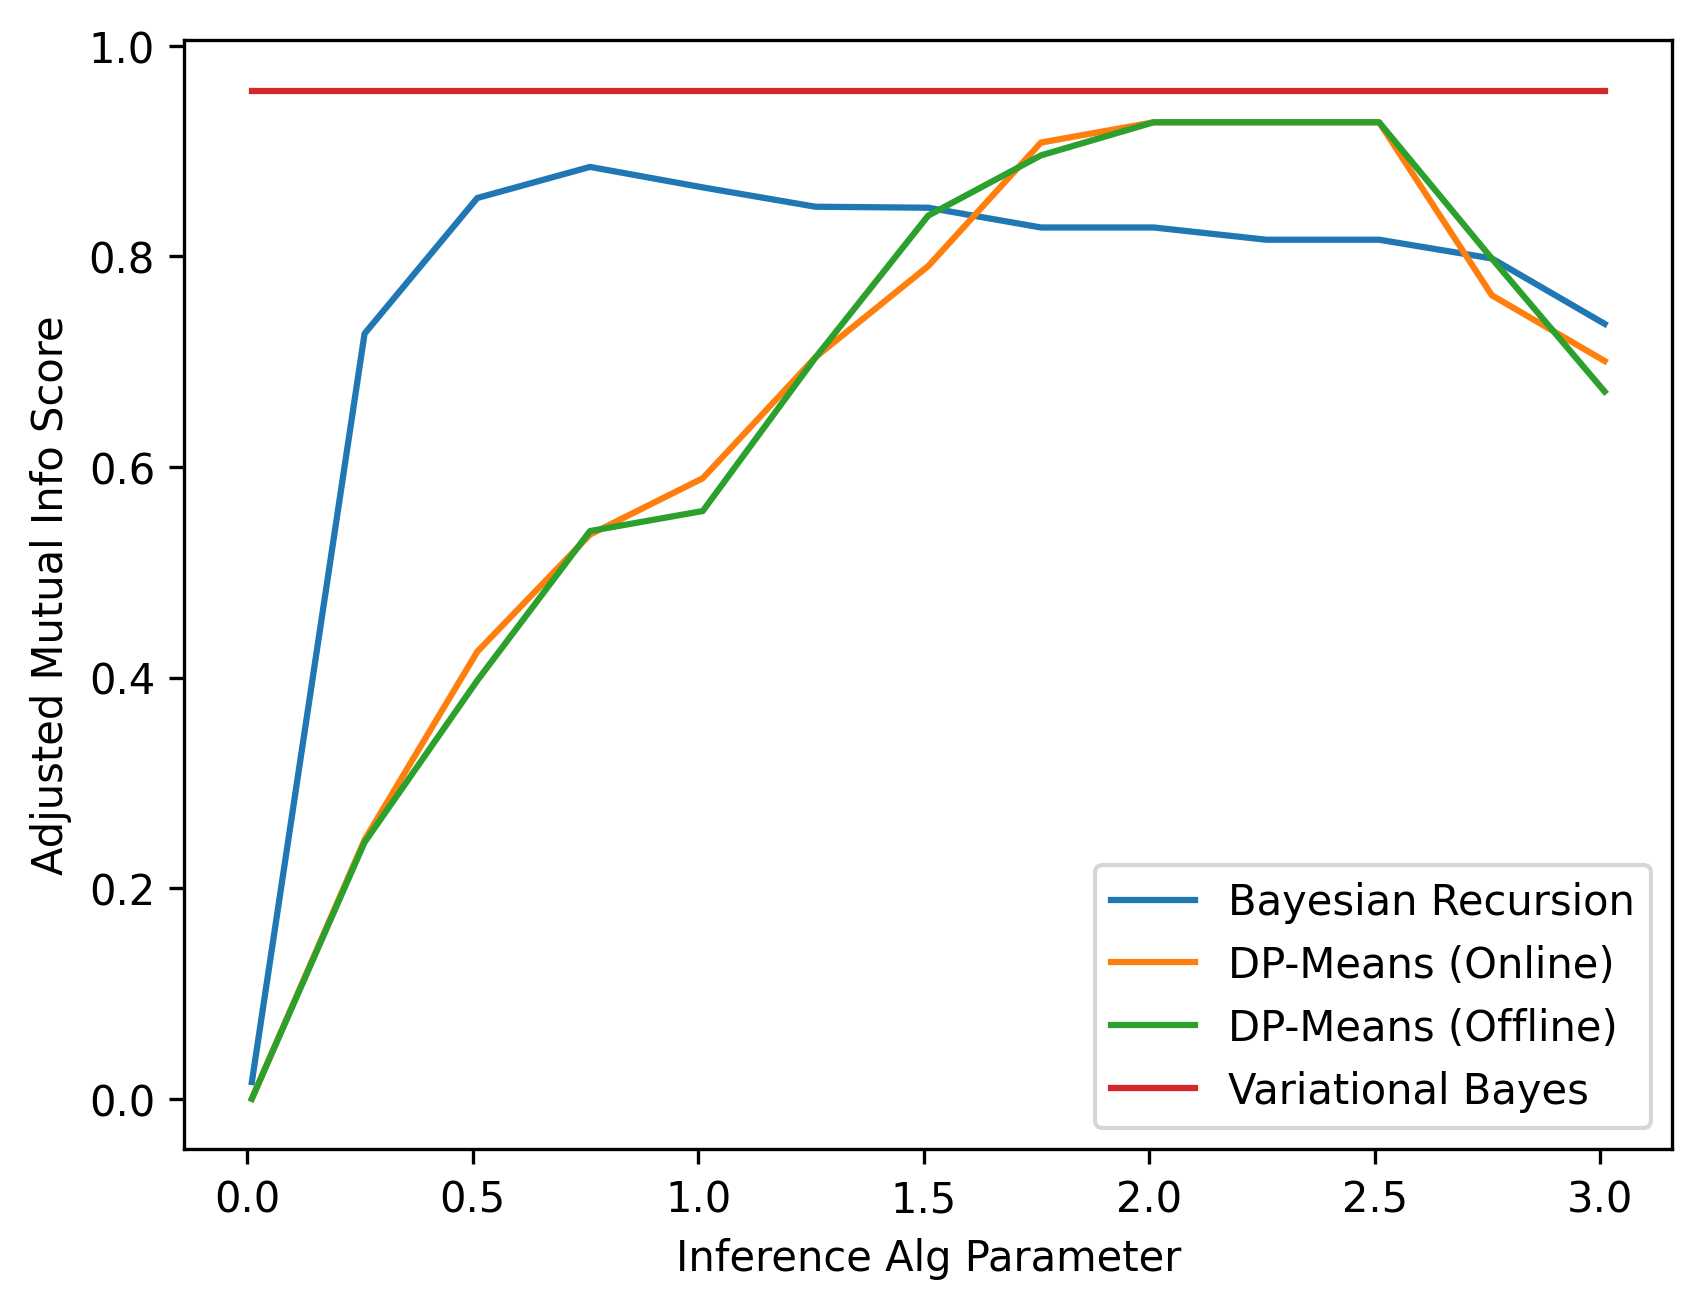 1.0
0.8
0.6
0.4
0.2
0.0
Adjusted Mutual Info Score
0.0 0.5 1.0 1.5 2.0 2.5 3.0
Inference Alg Parameter
Bayesian Recursion
DP-Means (Online)
DP-Means (Offline)
Variational Bayes